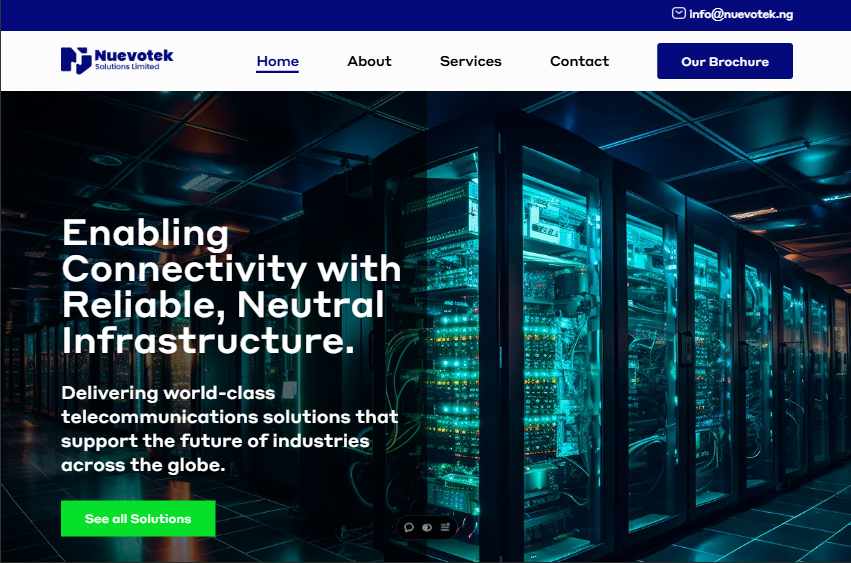 info@nuevotek.ng
Nuevotek
Solutions Limited
Home
About
Services
Contact
Our Brochure
Enabling
Connectivity with
Reliable, Neutral
Infrastructure.
Delivering world-class
telecommunications solutions that
support the future of industries
across the globe.
See all Solutions